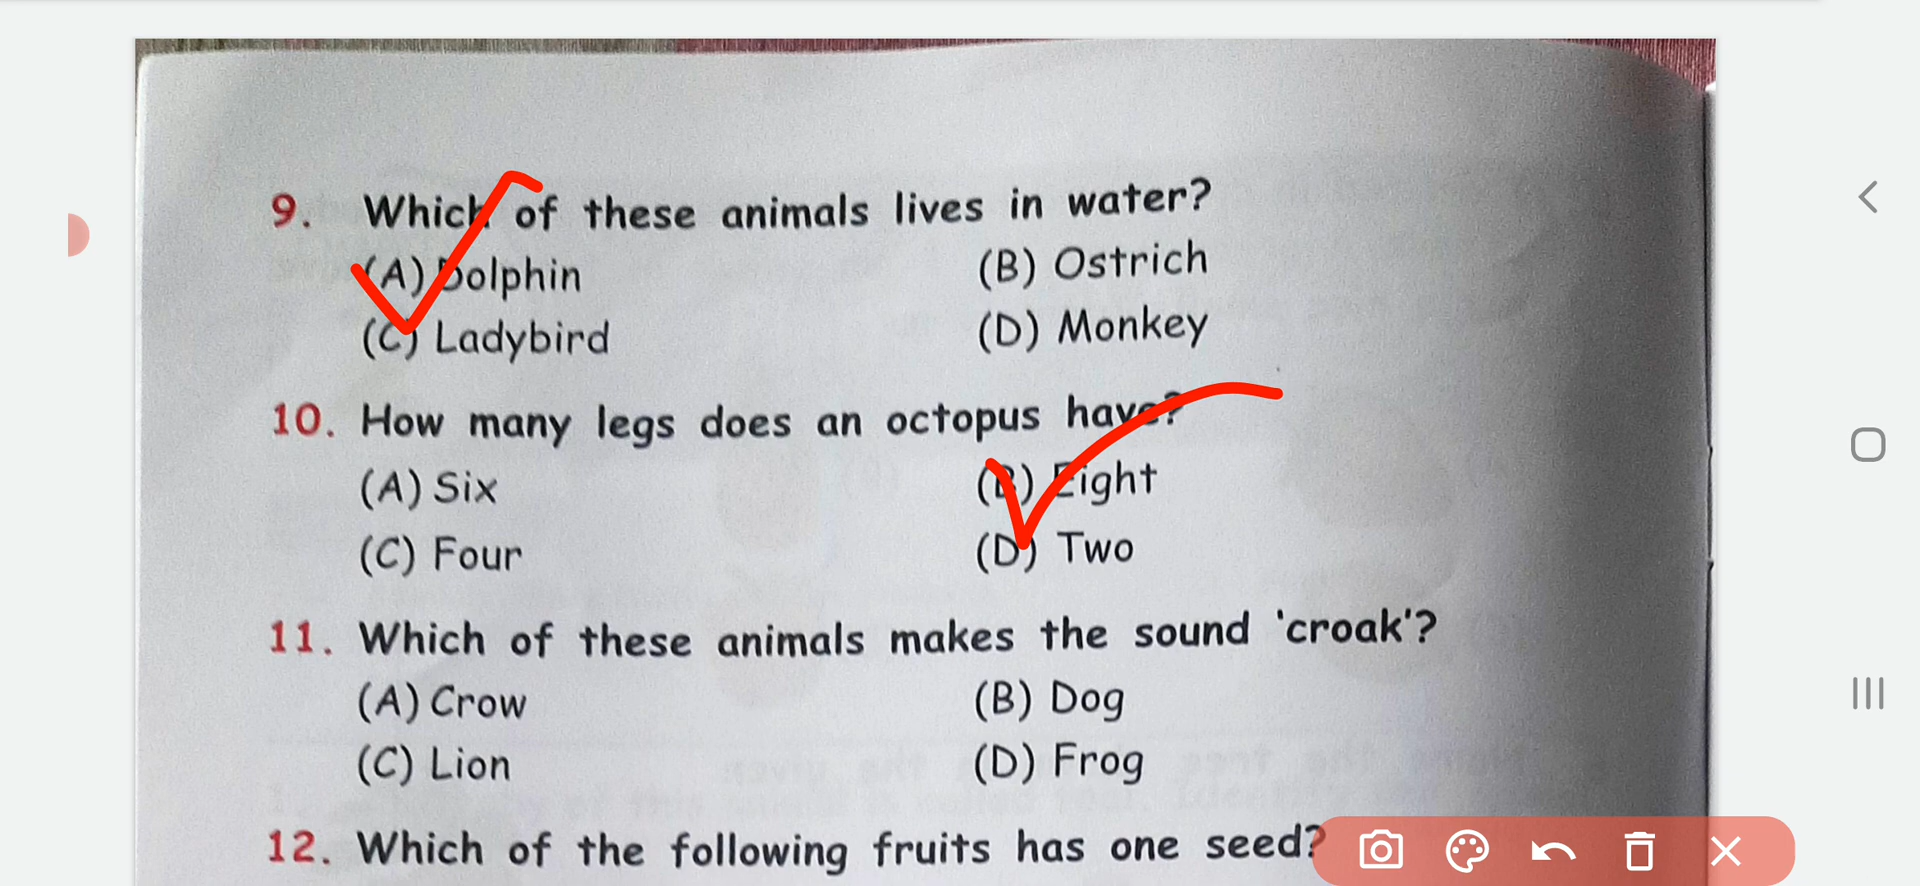 9. Which of these animals lives in water?
(A) Dolphin (B) Ostrich
(C) Ladybird (D) Monkey
10. How many legs does an octopus have?
(A) Six (B) Eight
(C) Four (D) Two
11. Which of these animals makes the sound 'croak'?
(A) Crow (B) Dog
(C) Lion (D) Frog
12. Which of the following fruits has one seed?